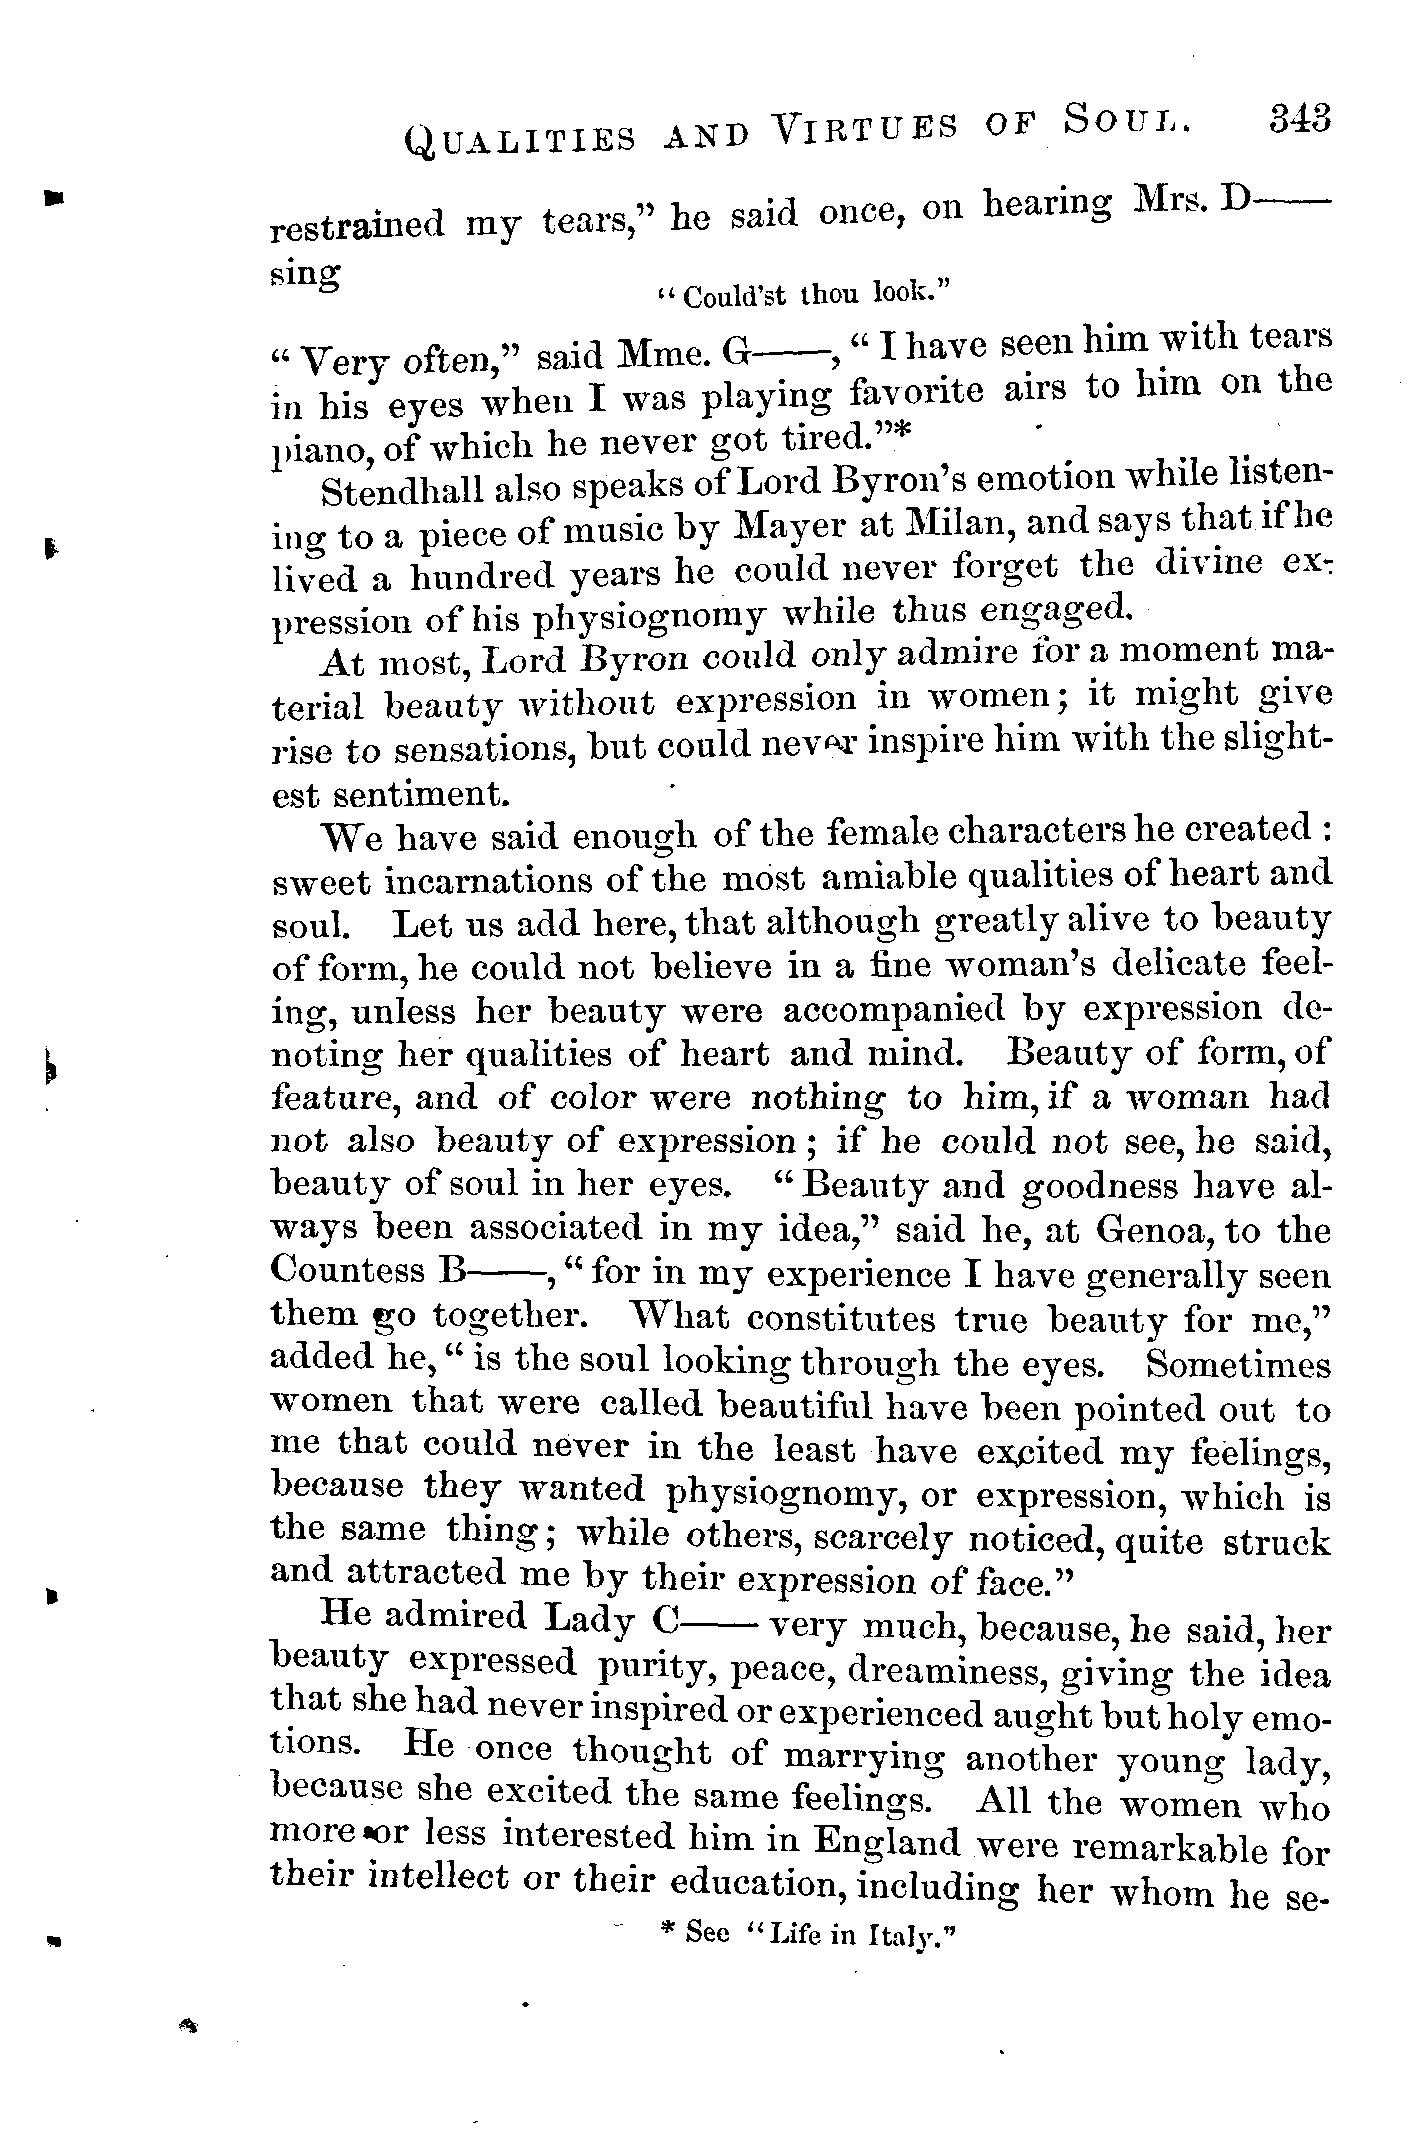 QUALITIES AND VIRTUES OF SOUL. 343
restrained my tears,” he said once, on hearing Mrs. D——
sing
“Could'st thou look.”
“Very often,” said Mme. G——, “I have seen him with tears
in his eyes when I was playing favorite airs to him on the
piano, of which he never got tired.”*
Stendhall also speaks of Lord Byron's emotion while listen-
ing to a piece of music by Mayer at Milan, and says that if he
lived a hundred years he could never forget the divine ex-
pression of his physiognomy while thus engaged.
At most, Lord Byron could only admire for a moment ma-
terial beauty without expression in women; it might give
rise to sensations, but could never inspire him with the slight-
est sentiment.
We have said enough of the female characters he created :
sweet incarnations of the most amiable qualities of heart and
soul. Let us add here, that although greatly alive to beauty
of form, he could not believe in a fine woman's delicate feel-
ing, unless her beauty were accompanied by expression de-
noting her qualities of heart and mind. Beauty of form, of
feature, and of color were nothing to him, if a woman had
not also beauty of expression; if he could not see, he said,
beauty of soul in her eyes. “Beauty and goodness have al-
ways been associated in my idea,” said he, at Genoa, to the
Countess B——, “for in my experience I have generally seen
them go together. What constitutes true beauty for me,”
added he, “is the soul looking through the eyes. Sometimes
women that were called beautiful have been pointed out to
me that could never in the least have excited my feelings,
because they wanted physiognomy, or expression, which is
the same thing; while others, scarcely noticed, quite struck
and attracted me by their expression of face.”
He admired Lady C—— very much, because, he said, her
beauty expressed purity, peace, dreaminess, giving the idea
that she had never inspired or experienced aught but holy emo-
tions. He once thought of marrying another young lady,
because she excited the same feelings. All the women who
more or less interested him in England were remarkable for
their intellect or their education, including her whom he se-
* See “Life in Italy.”